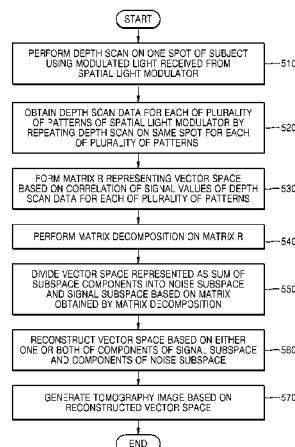 START
PERFORM DEPTH SCAN ON ONE SPOT OF SUBJECT
USING MODULATED LIGHT RECEIVED FROM
SPATIAL LIGHT MODULATOR
510
OBTAIN DEPTH SCAN DATA FOR EACH OF PLURALITY
OF PATTERNS OF SPATIAL LIGHT MODULATOR BY
REPEATING DEPTH SCAN ON SAME SPOT FOR EACH
OF PLURALITY OF PATTERNS
520
FORM MATRIX R REPRESENTING VECTOR SPACE
BASED ON CORRELATION OF SIGNAL VALUES OF DEPTH
SCAN DATA FOR EACH OF PLURALITY OF PATTERNS
530
PERFORM MATRIX DECOMPOSITION ON MATRIX R
540
DIVIDE VECTOR SPACE REPRESENTED AS SUM OF
SUBSPACE COMPONENTS INTO NOISE SUBSPACE
AND SIGNAL SUBSPACE BASED ON MATRIX
OBTAINED BY MATRIX DECOMPOSITION
550
RECONSTRUCT VECTOR SPACE BASED ON EITHER
ONE OR BOTH OF COMPONENTS OF SIGNAL SUBSPACE
AND COMPONENTS OF NOISE SUBSPACE
560
GENERATE TOMOGRAPHY IMAGE BASED ON
RECONSTRUCTED VECTOR SPACE
570
END